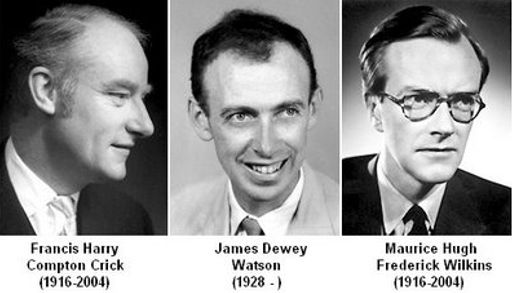 Francis Harry
Compton Crick
(1916-2004)
James Dewey
Watson
(1928 - )
Maurice Hugh
Frederick Wilkins
(1916-2004)